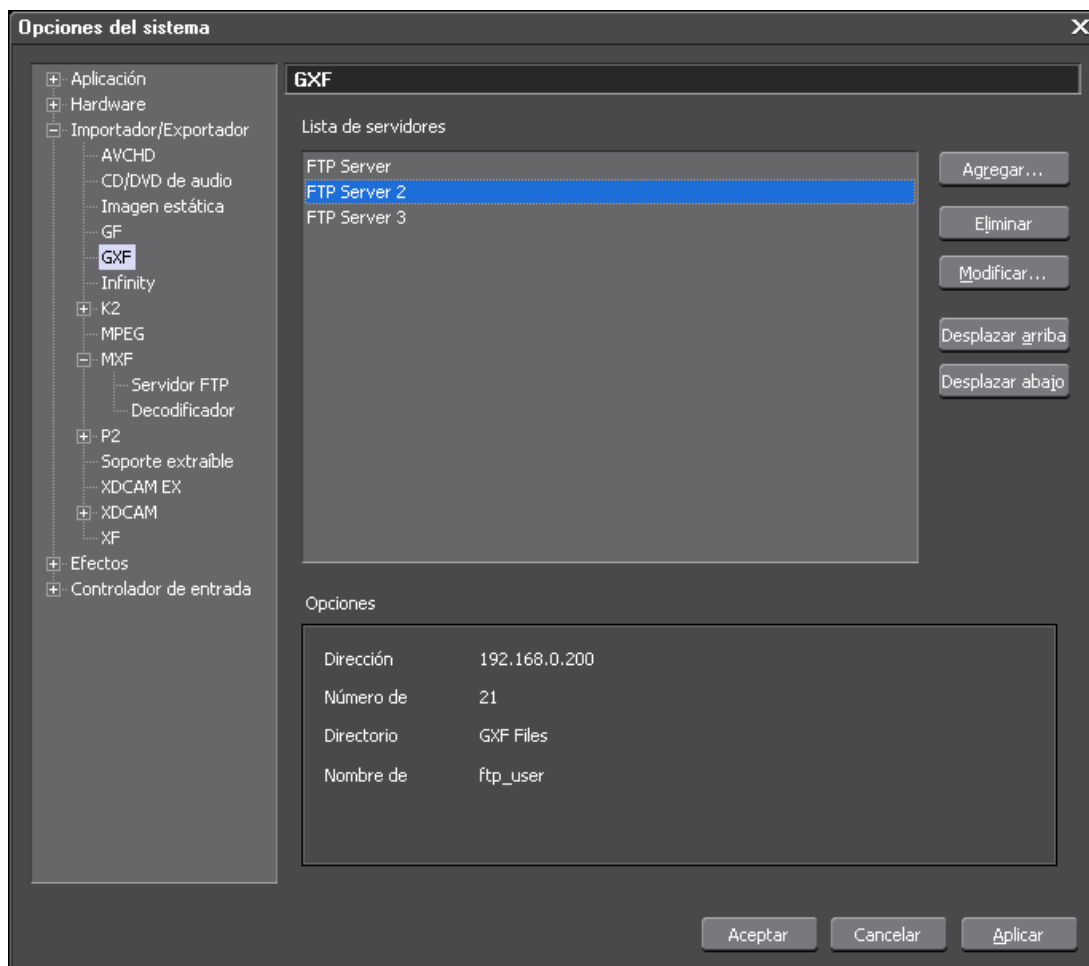 Opciones del sistema
Aplicación
Hardware
Importador/Exportador
AVCHD
CD/DVD de audio
Imagen estática
GF
GXF
Infinity
K2
MPEG
MXF
Servidor FTP
Decodificador
P2
Soporte extraíble
XDCAM EX
XDCAM
XF
Efectos
Controlador de entrada
GXF
Lista de servidores
FTP Server
FTP Server 2
FTP Server 3
Agregar...
Eliminar
Modificar...
Desplazar arriba
Desplazar abajo
Opciones
Dirección 192.168.0.200
Número de 21
Directorio GXF Files
Nombre de ftp_user
Aceptar Cancelar Aplicar